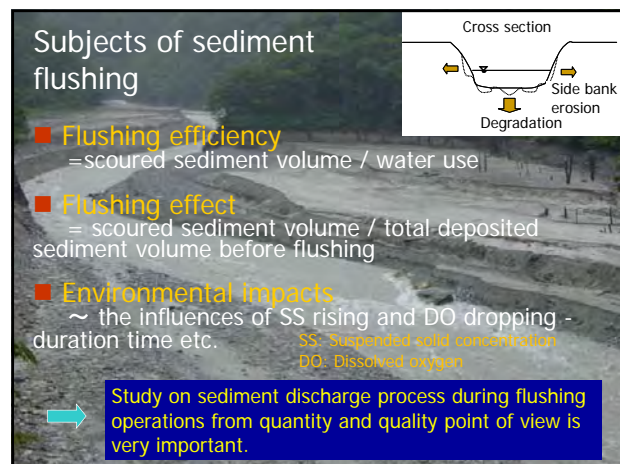 Subjects of sediment
flushing
Cross section
Side bank
erosion
Degradation
Flushing efficiency
=scoured sediment volume / water use
Flushing effect
= scoured sediment volume / total deposited
sediment volume before flushing
Environmental impacts
～ the influences of SS rising and DO dropping -
duration time etc.
SS: Suspended solid concentration
DO: Dissolved oxygen
Study on sediment discharge process during flushing
operations from quantity and quality point of view is
very important.